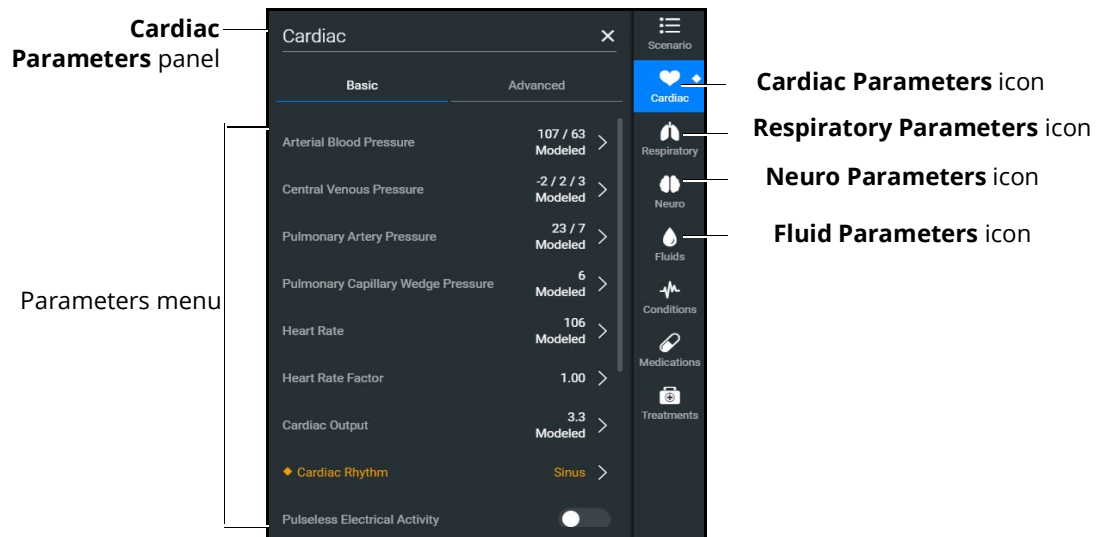 Cardiac
Parameters panel
Parameters menu
Cardiac
Basic
Advanced
Arterial Blood Pressure
107 / 63
Modeled
Central Venous Pressure
-2 / 2 / 3
Modeled
Pulmonary Artery Pressure
23 / 7
Modeled
Pulmonary Capillary Wedge Pressure
6
Modeled
Heart Rate
106
Modeled
Heart Rate Factor
1.00
Cardiac Output
3.3
Modeled
Cardiac Rhythm
Sinus
Pulseless Electrical Activity
Scenario
Cardiac
Respiratory
Neuro
Fluids
Conditions
Medications
Treatments
Cardiac Parameters icon
Respiratory Parameters icon
Neuro Parameters icon
Fluid Parameters icon